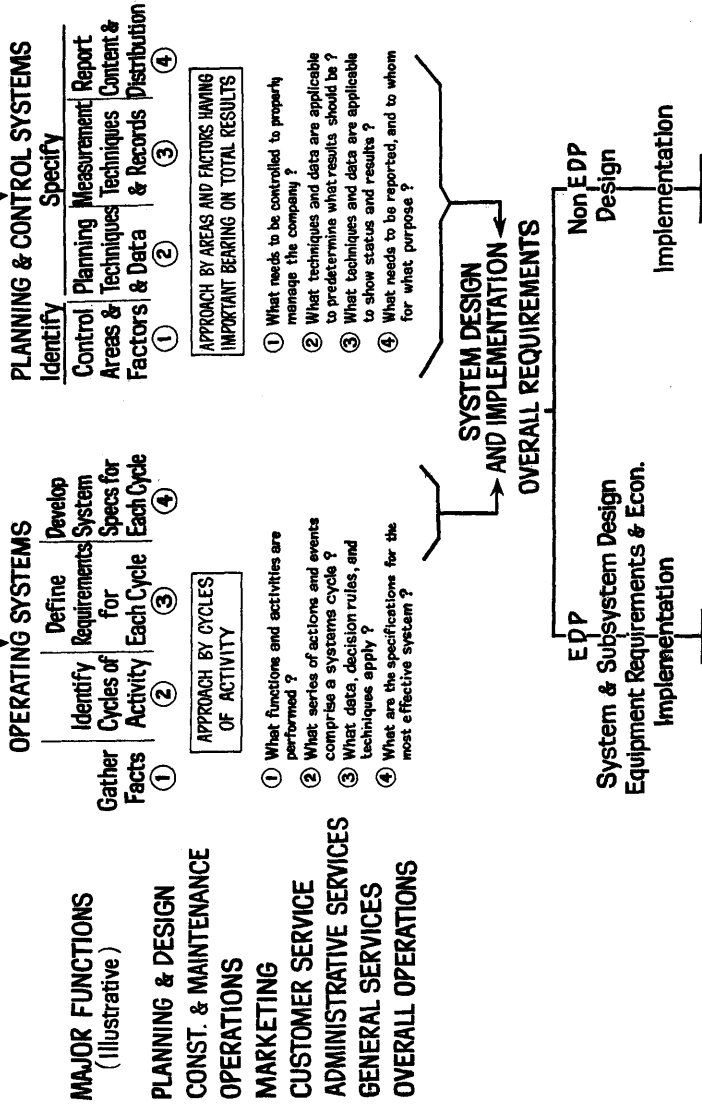 OPERATING SYSTEMS
Gather
Facts
①
Identify
Cycles of
Activity
②
Define
Requirements
for
Each Cycle
③
Develop
System
Specs for
Each Cycle
④
APPROACH BY CYCLES
OF ACTIVITY
① What functions and activities are
performed ?
② What series of actions and events
comprise a systems cycle ?
③ What data, decision rules, and
techniques apply ?
④ What are the specifications for the
most effective system ?
PLANNING & CONTROL SYSTEMS
Identify
Specify
Control
Areas &
Factors
①
Planning
Techniques
& Data
②
Measurement
Techniques
& Records
③
Report
Content &
Distribution
④
APPROACH BY AREAS AND FACTORS HAVING
IMPORTANT BEARING ON TOTAL RESULTS
① What needs to be controlled to properly
manage the company ?
② What techniques and data are applicable
to predetermine what results should be ?
③ What techniques and data are applicable
to show status and results ?
④ What needs to be reported, and to whom
for what purpose ?
MAJOR FUNCTIONS
(Illustrative)
PLANNING & DESIGN
CONST. & MAINTENANCE
OPERATIONS
MARKETING
CUSTOMER SERVICE
ADMINISTRATIVE SERVICES
GENERAL SERVICES
OVERALL OPERATIONS
SYSTEM DESIGN
AND IMPLEMENTATION
OVERALL REQUIREMENTS
EDP
System & Subsystem Design
Equipment Requirements & Econ.
Implementation
Non EDP
Design
Implementation